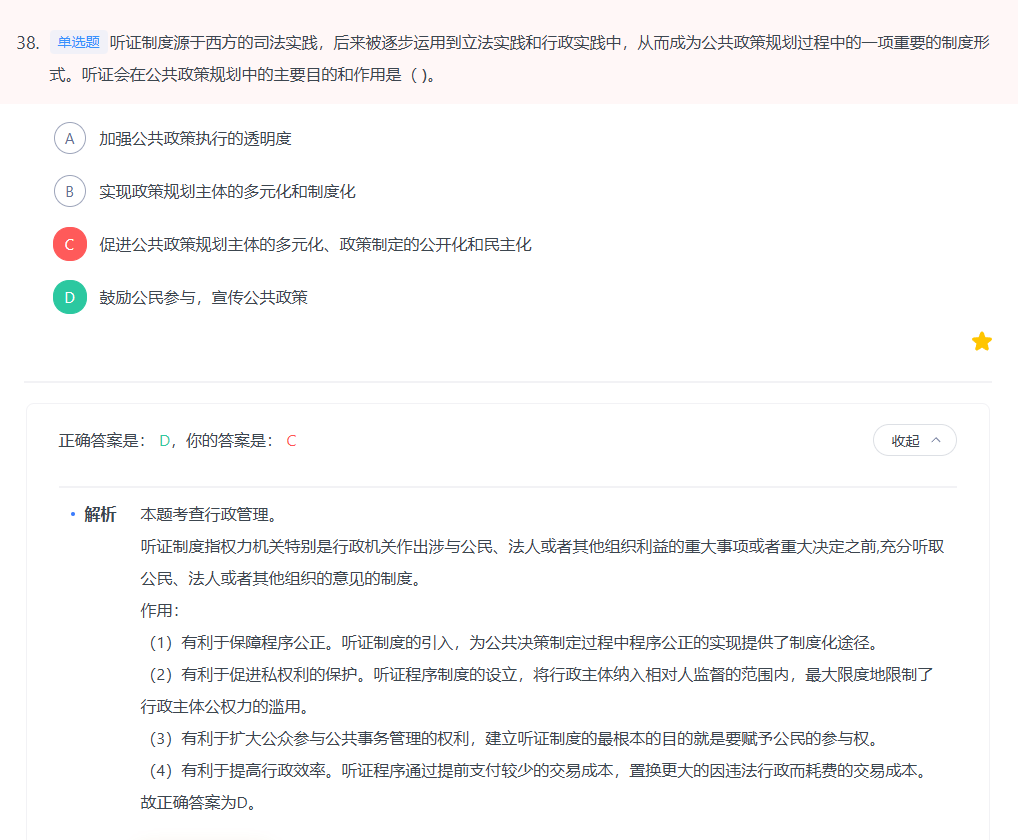 38. 单选题 听证制度源于西方的司法实践，后来被逐步运用到立法实践和行政实践中，从而成为公共政策规划过程中的一项重要的制度形
式。听证会在公共政策规划中的主要目的和作用是（ )。
A 加强公共政策执行的透明度
B 实现政策规划主体的多元化和制度化
C 促进公共政策规划主体的多元化、政策制定的公开化和民主化
D 鼓励公民参与，宣传公共政策
正确答案是： D， 你的答案是： C
收起
解析 本题考查行政管理。
听证制度指权力机关特别是行政机关作出涉与公民、法人或者其他组织利益的重大事项或者重大决定之前,充分听取
公民、法人或者其他组织的意见的制度。
作用：
（1）有利于保障程序公正。听证制度的引入，为公共决策制定过程中程序公正的实现提供了制度化途径。
（2）有利于促进私权利的保护。听证程序制度的设立，将行政主体纳入相对人监督的范围内，最大限度地限制了
行政主体公权力的滥用。
（3）有利于扩大公众参与公共事务管理的权利，建立听证制度的最根本的目的就是要赋予公民的参与权。
（4）有利于提高行政效率。听证程序通过提前支付较少的交易成本，置换更大的因违法行政而耗费的交易成本。
故正确答案为D。